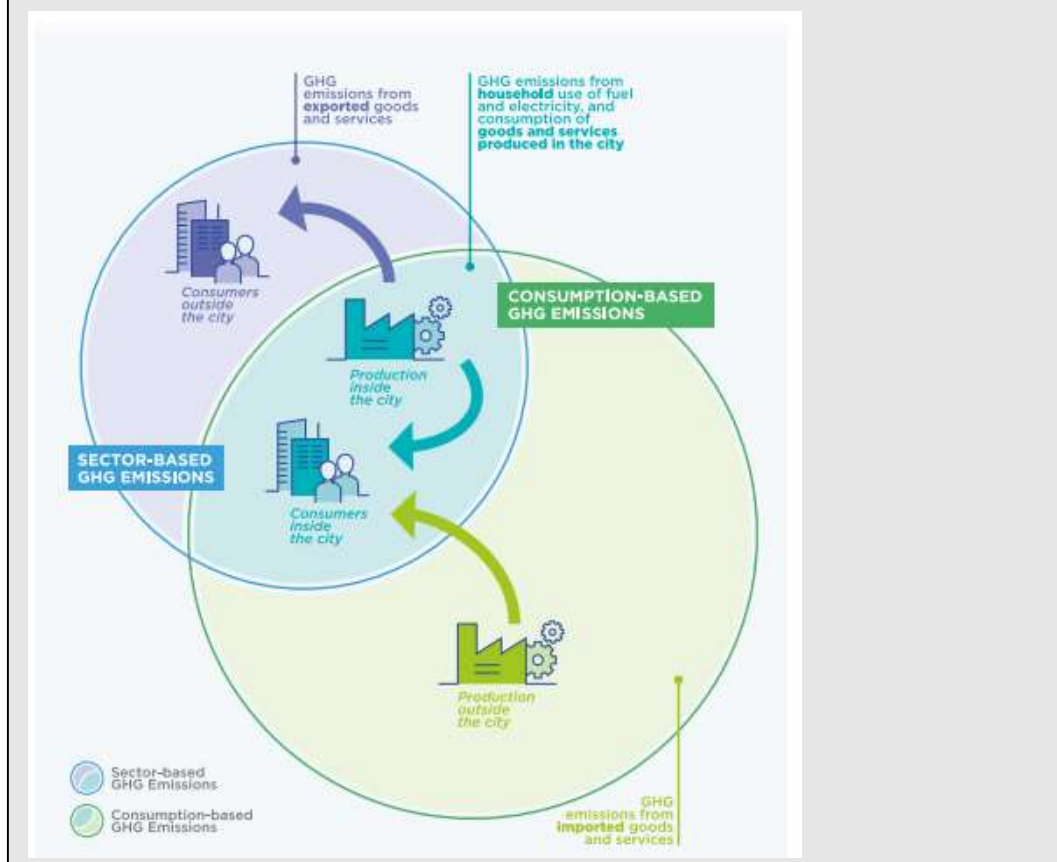 GHG
emissions from
exported goods
and services
GHG emissions from
household use of fuel
and electricity, and
consumption of
goods and services
produced in the city
Consumers
outside
the city
CONSUMPTION-BASED
GHG EMISSIONS
Production
inside
the city
SECTOR-BASED
GHG EMISSIONS
Consumers
inside
the city
Production
outside
the city
Sector-based
GHG Emissions
Consumption-based
GHG Emissions
GHG
emissions from
imported goods
and services